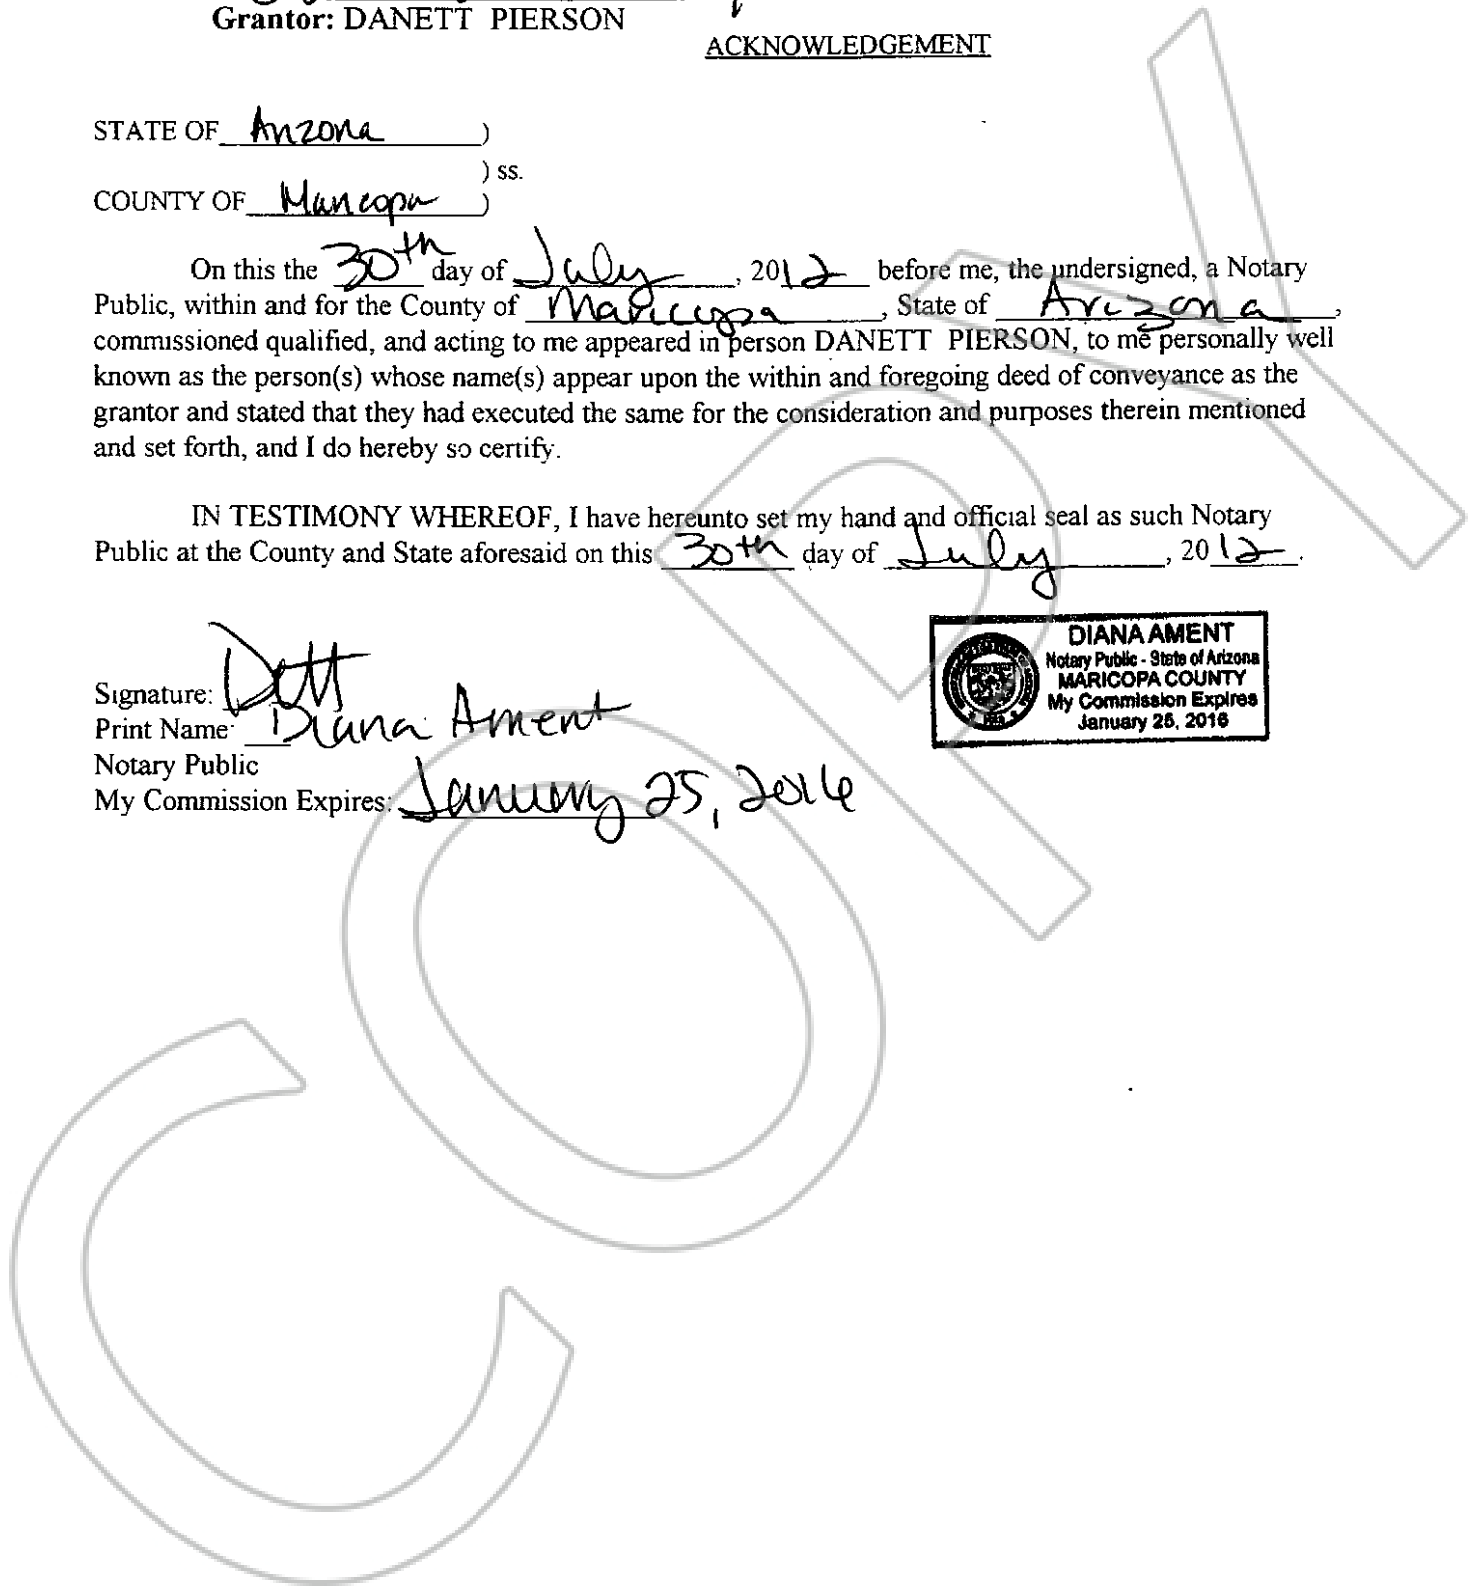 Grantor: DANETT PIERSON
ACKNOWLEDGEMENT
STATE OF Arizona )
) ss.
COUNTY OF Maricopa )
On this the 30th day of July, 2012 before me, the undersigned, a Notary
Public, within and for the County of Maricopa, State of Arizona,
commissioned qualified, and acting to me appeared in person DANETT PIERSON, to me personally well
known as the person(s) whose name(s) appear upon the within and foregoing deed of conveyance as the
grantor and stated that they had executed the same for the consideration and purposes therein mentioned
and set forth, and I do hereby so certify.
IN TESTIMONY WHEREOF, I have hereunto set my hand and official seal as such Notary
Public at the County and State aforesaid on this 30th day of July, 2012.
DIANA AMENT
Notary Public - State of Arizona
MARICOPA COUNTY
My Commission Expires
January 25, 2016
Signature:
Print Name: Diana Ament
Notary Public
My Commission Expires: January 25, 2016
COPY